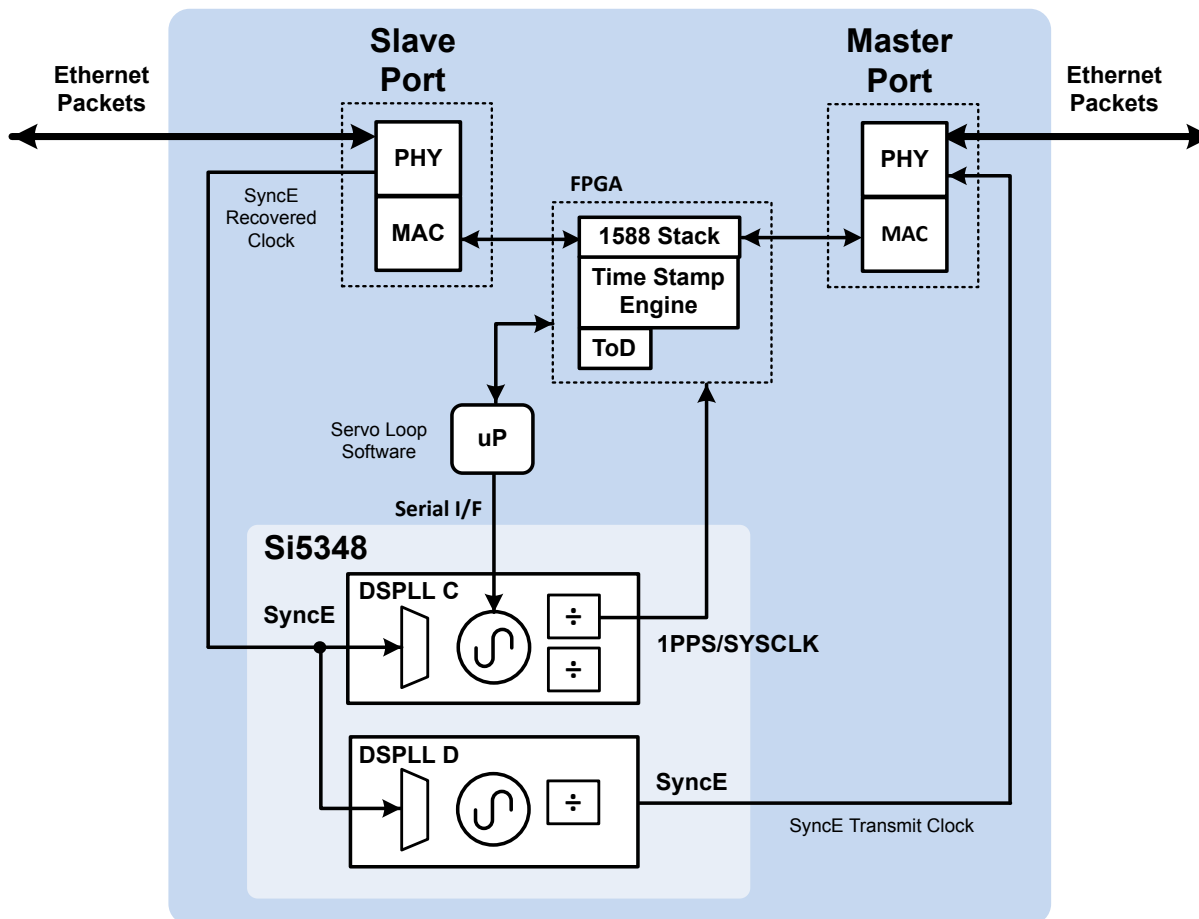 Slave
Port
Master
Port
Ethernet
Packets
Ethernet
Packets
PHY
MAC
SyncE
Recovered
Clock
FPGA
1588 Stack
Time Stamp
Engine
ToD
PHY
MAC
Servo Loop
Software
uP
Serial I/F
Si5348
DSPLL C
SyncE
÷
÷
1PPS/SYSCLK
DSPLL D
÷
SyncE
SyncE Transmit Clock